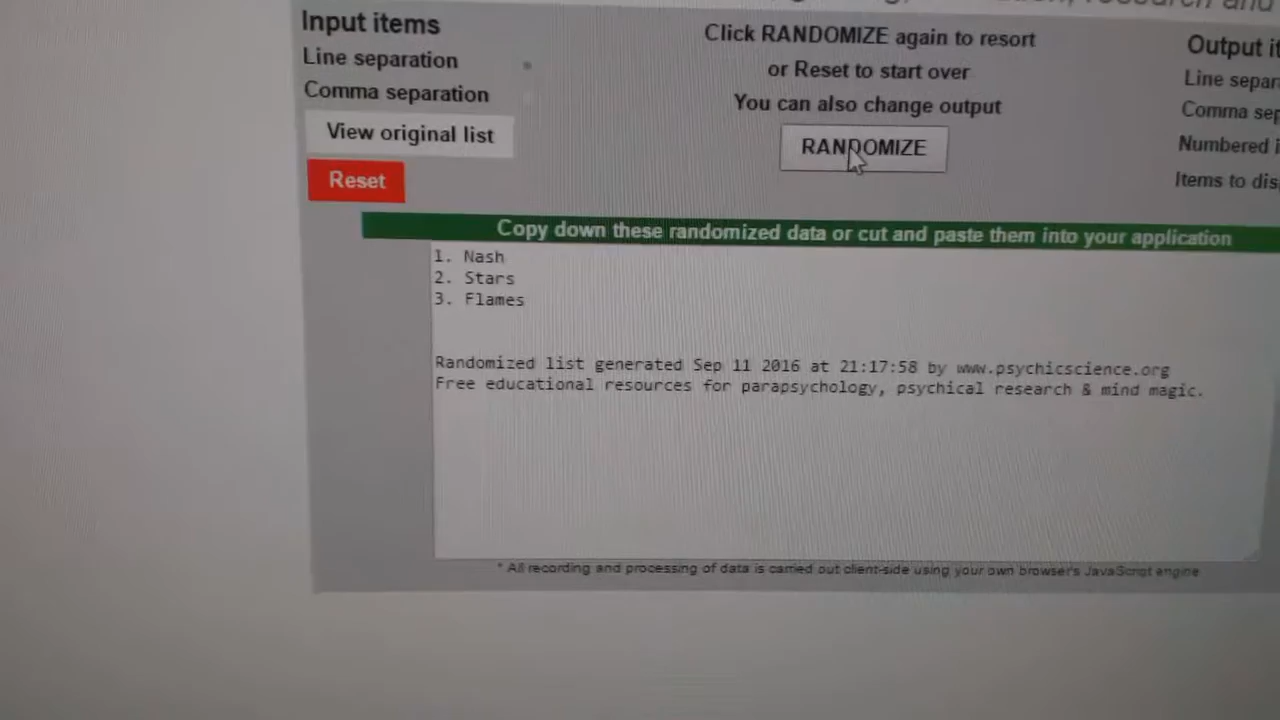 research and
Input items
Line separation
Comma separation
View original list
Reset
Click RANDOMIZE again to resort
or Reset to start over
You can also change output
RANDOMIZE
Output
Line
Comma
Numbered
Items to
Copy down these randomized data or cut and paste them into your application
1. Nash
2. Stars
3. Flames
Randomized list generated Sep 11 2016 at 21:17:58 by www.psychicscience.org
Free educational resources for parapsychology, psychical research & mind magic.
* All recording and processing of data is carried out client-side using your own browser's JavaScript engine